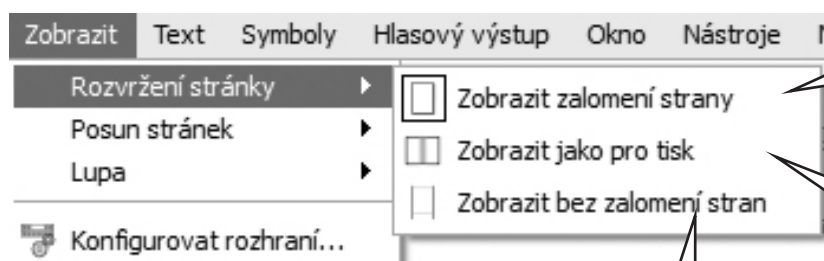 Zobrazit Text Symboly Hlasový výstup Okno Nástroje
Rozvržení stránky
Posun stránek
Lupa
Konfigurovat rozhraní...
Zobrazit zalomení strany
Zobrazit jako pro tisk
Zobrazit bez zalomení stran